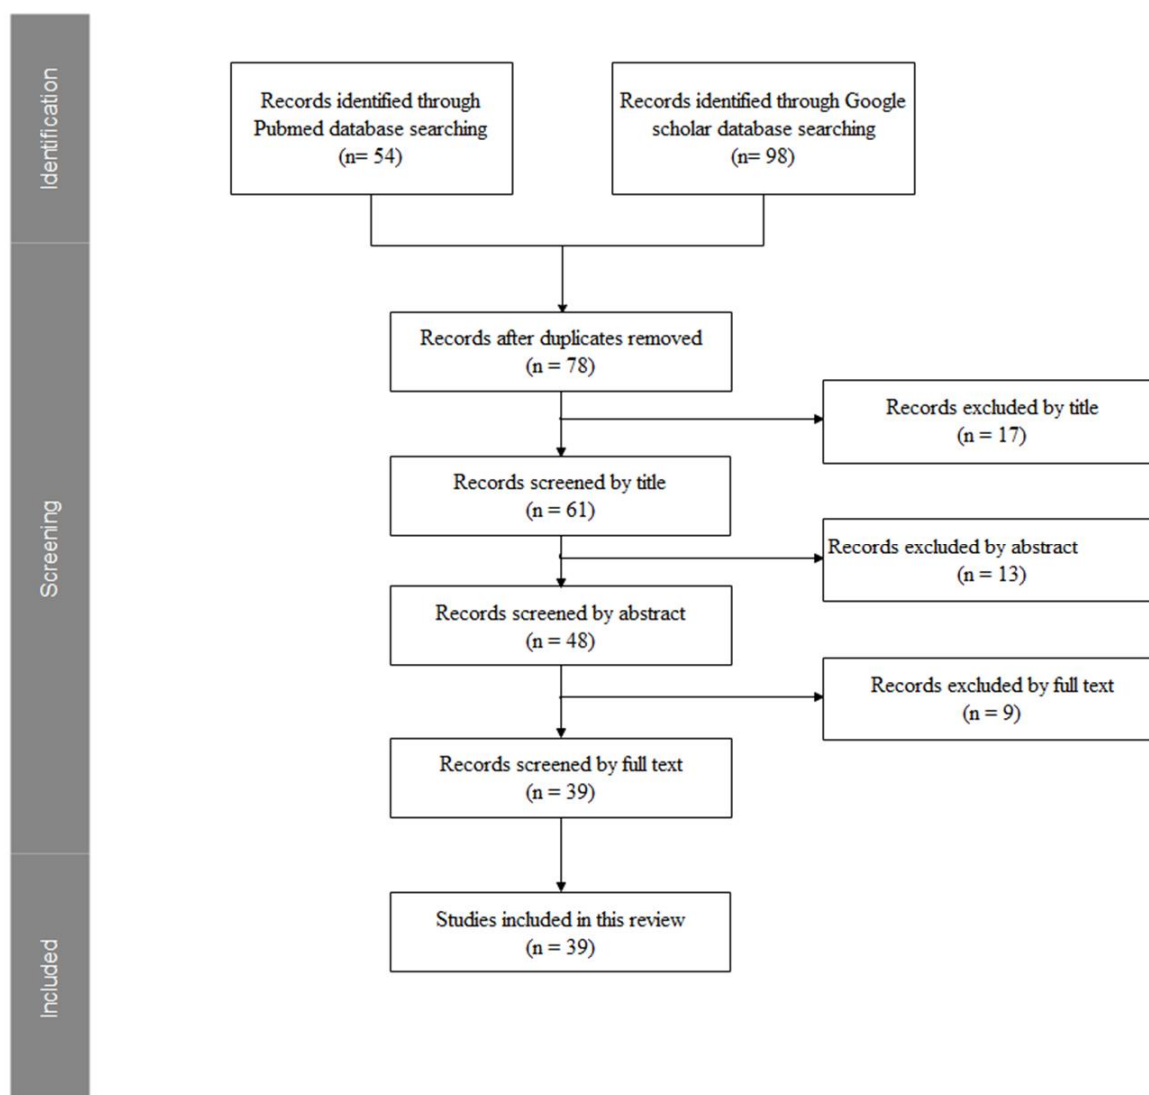 Identification
Records identified through
Pubmed database searching
(n= 54)
Records identified through Google
scholar database searching
(n= 98)
Screening
Records after duplicates removed
(n = 78)
Records excluded by title
(n = 17)
Records screened by title
(n = 61)
Records excluded by abstract
(n = 13)
Records screened by abstract
(n = 48)
Records excluded by full text
(n = 9)
Records screened by full text
(n = 39)
Included
Studies included in this review
(n = 39)